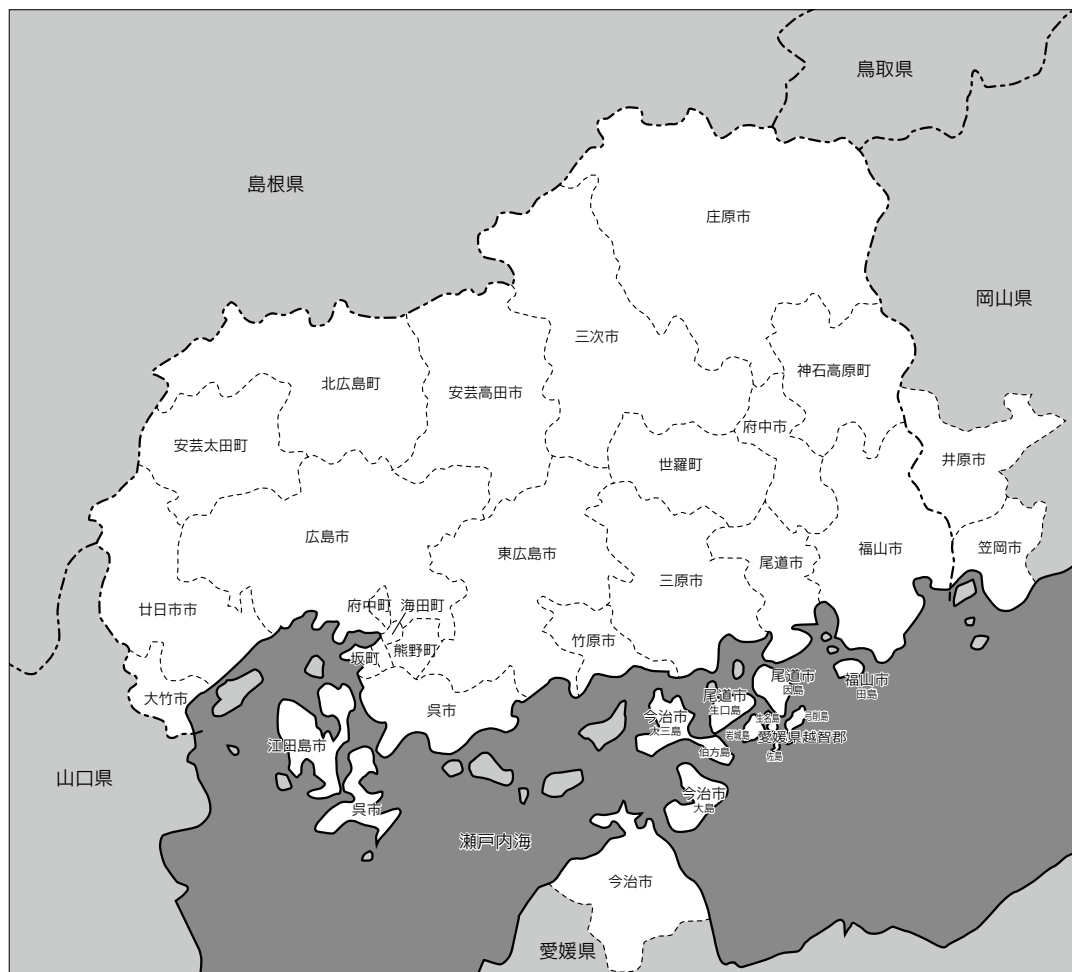 鳥取県
島根県
庄原市
岡山県
三次市
神石高原町
北広島町
安芸高田市
府中市
安芸太田町
井原市
世羅町
広島市
東広島市
福山市
笠岡市
尾道市
三原市
廿日市市
府中町
海田町
竹原市
熊野町
坂町
大竹市
尾道市
因島
福山市
田島
尾道市
生口島
呉市
今治市
大三島
生名島
弓削島
岩城島
愛媛県越智郡
江田島市
伯方島
佐島
山口県
今治市
大島
呉市
瀬戸内海
今治市
愛媛県